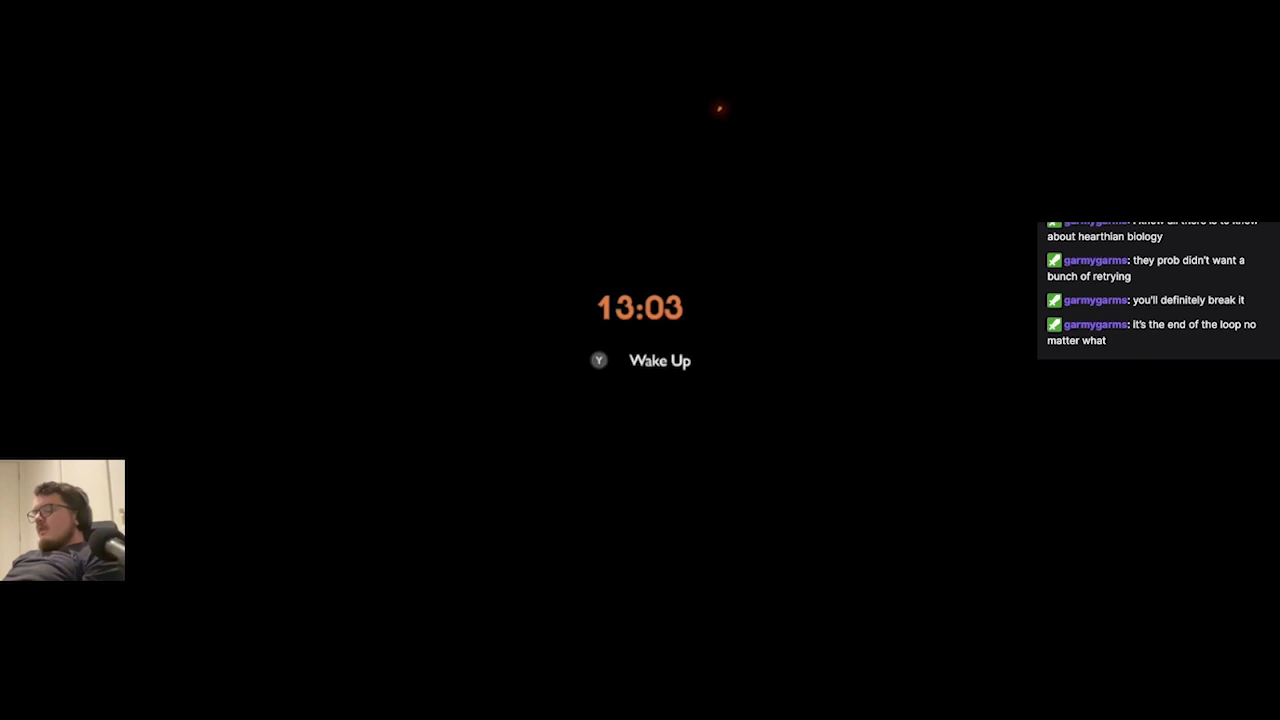 13:03
Y Wake Up
about hearthian biology
garmygarms: they prob didn't want a
bunch of retrying
garmygarms: you'll definitely break it
garmygarms: it's the end of the loop no
matter what